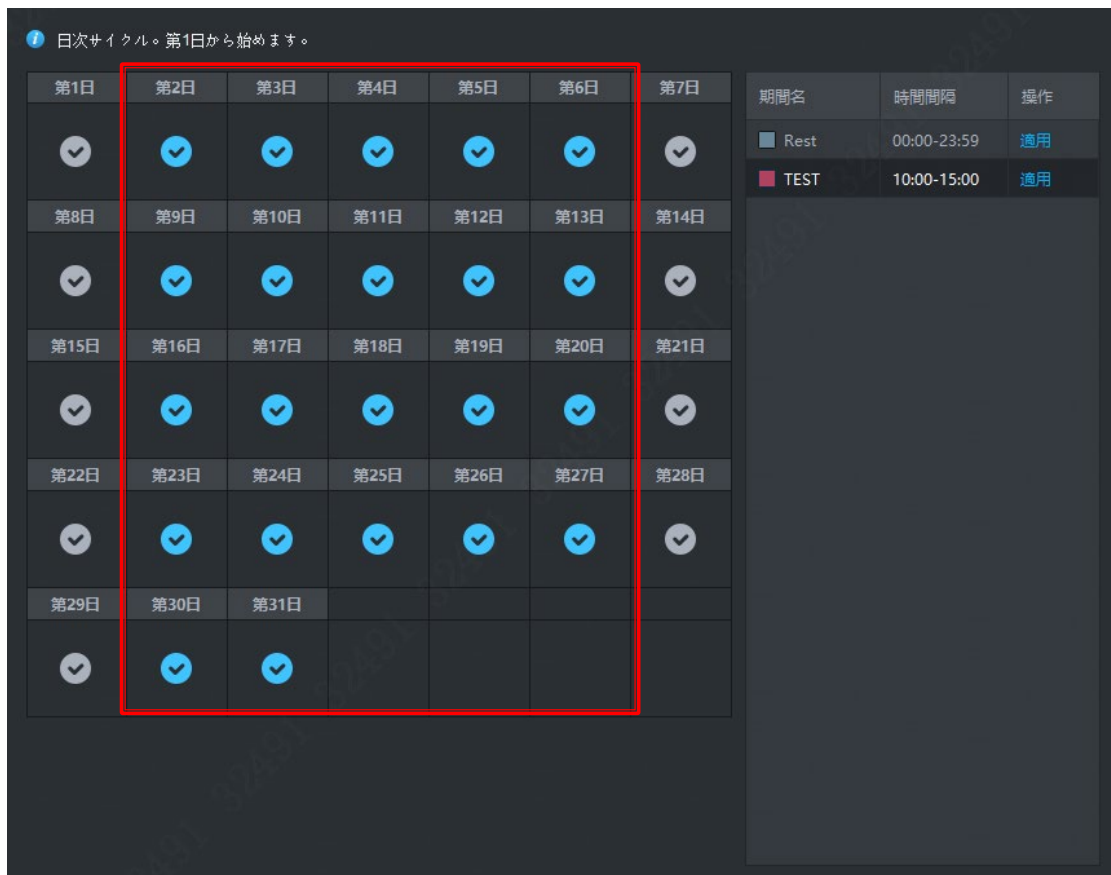 日次サイクル。第1日から始めます。
第1日 第2日 第3日 第4日 第5日 第6日 第7日
第8日 第9日 第10日 第11日 第12日 第13日 第14日
第15日 第16日 第17日 第18日 第19日 第20日 第21日
第22日 第23日 第24日 第25日 第26日 第27日 第28日
第29日 第30日 第31日
期間名 時間間隔 操作
Rest 00:00-23:59 適用
TEST 10:00-15:00 適用
32491 32491 32491 32491
32491 32491 32491 32491